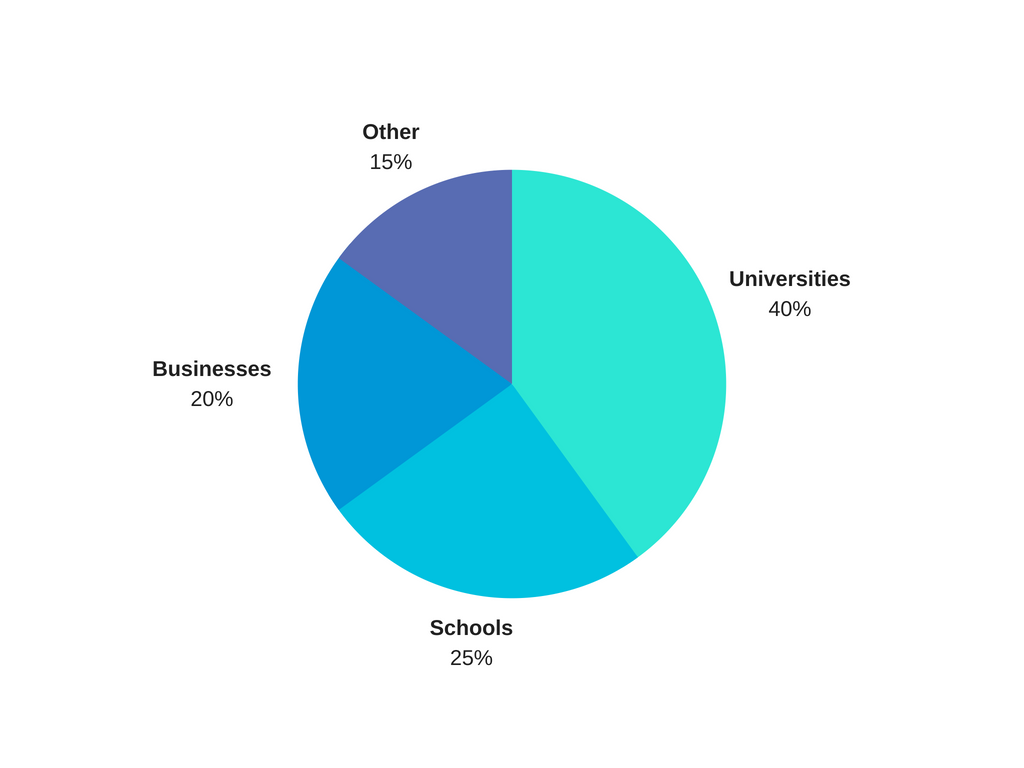 Other
15%
Universities
40%
Businesses
20%
Schools
25%